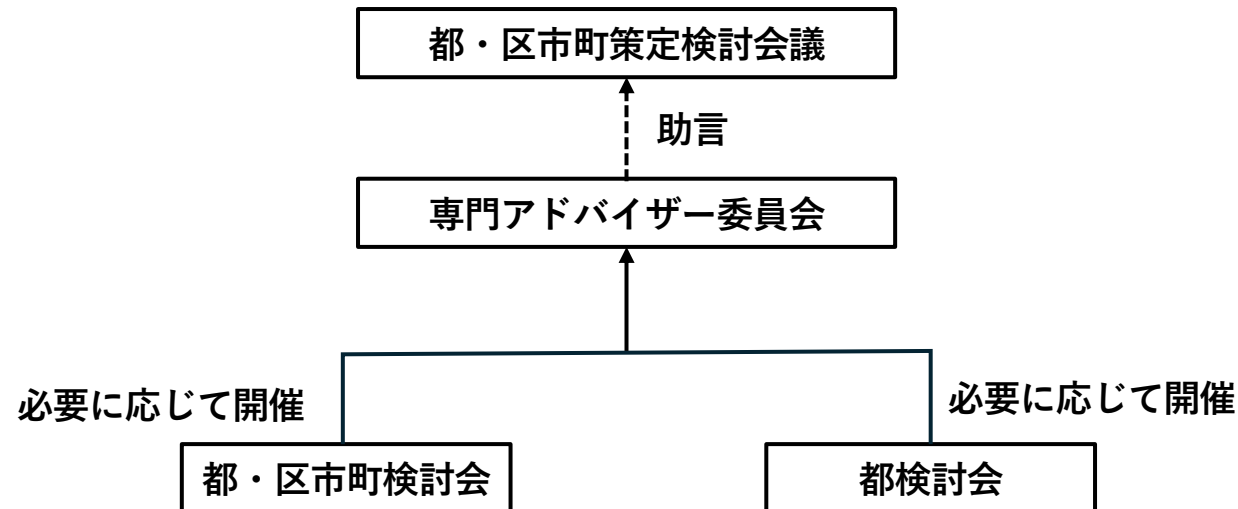 都・区市町策定検討会議
助言
専門アドバイザー委員会
必要に応じて開催
必要に応じて開催
都・区市町検討会
都検討会